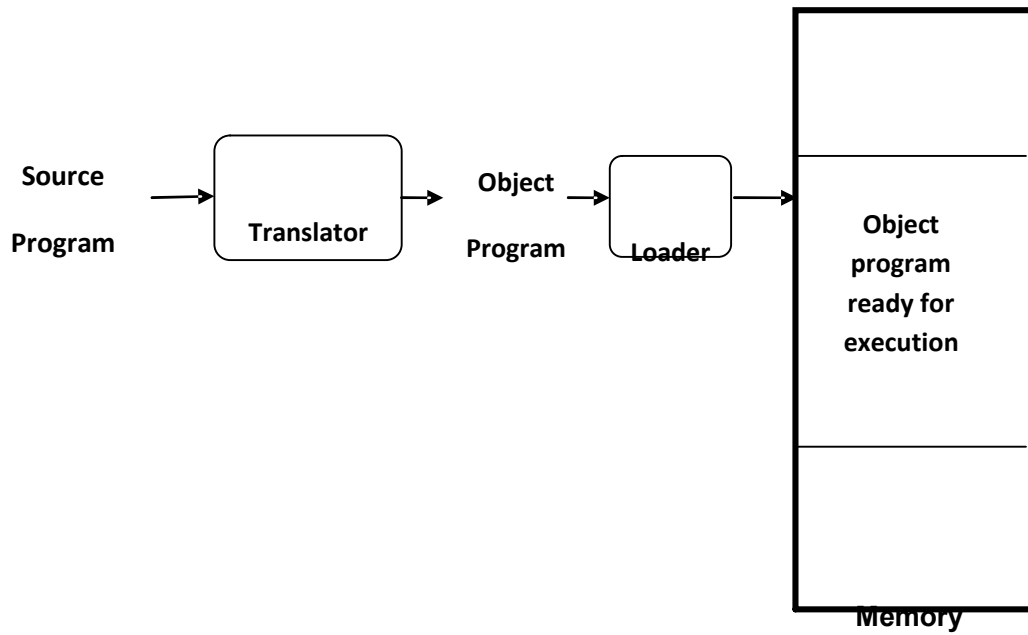 Source
Program
Translator
Object
Program
Loader
Object
program
ready for
execution
Memory